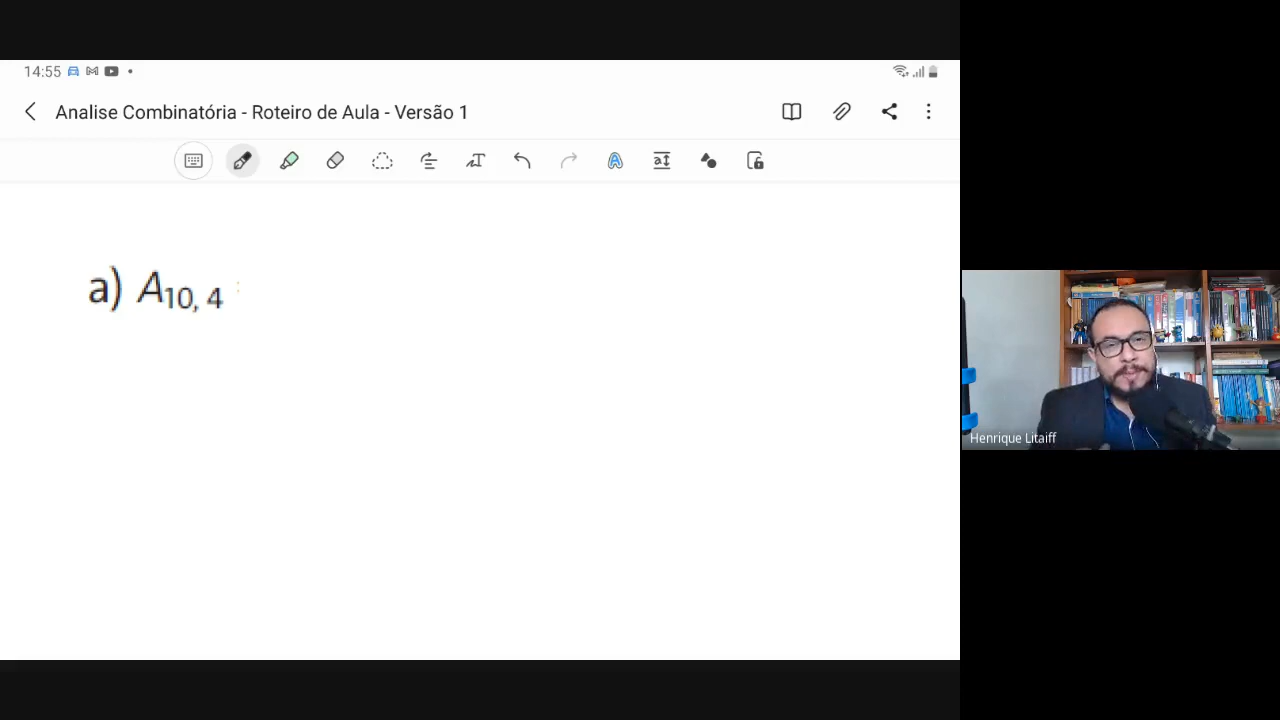 14:55
Analise Combinatória - Roteiro de Aula - Versão 1
a) A10, 4
Henrique Litaiff